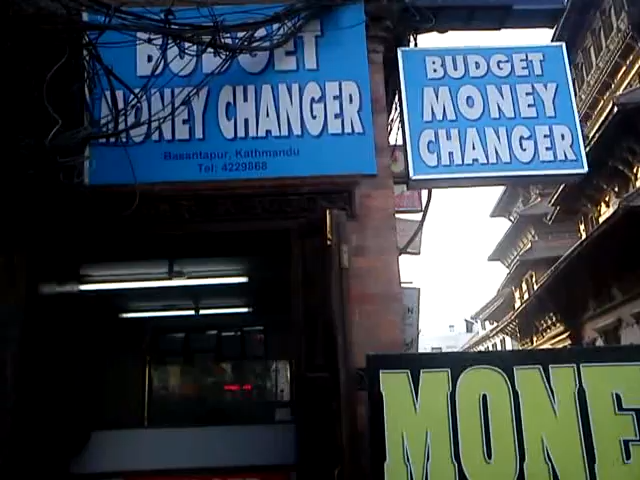 BUDGET
MONEY CHANGER
Basantapur, Kathmandu
Tel: 4229868
BUDGET
MONEY
CHANGER
MONE